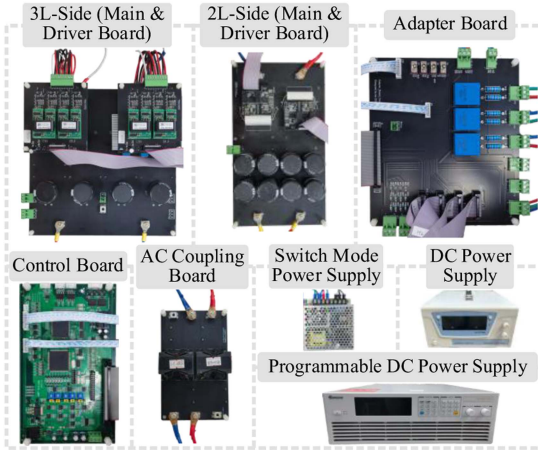 3L-Side (Main &
Driver Board)
2L-Side (Main &
Driver Board)
Adapter Board
Control Board
AC Coupling
Board
Switch Mode
Power Supply
DC Power
Supply
Programmable DC Power Supply